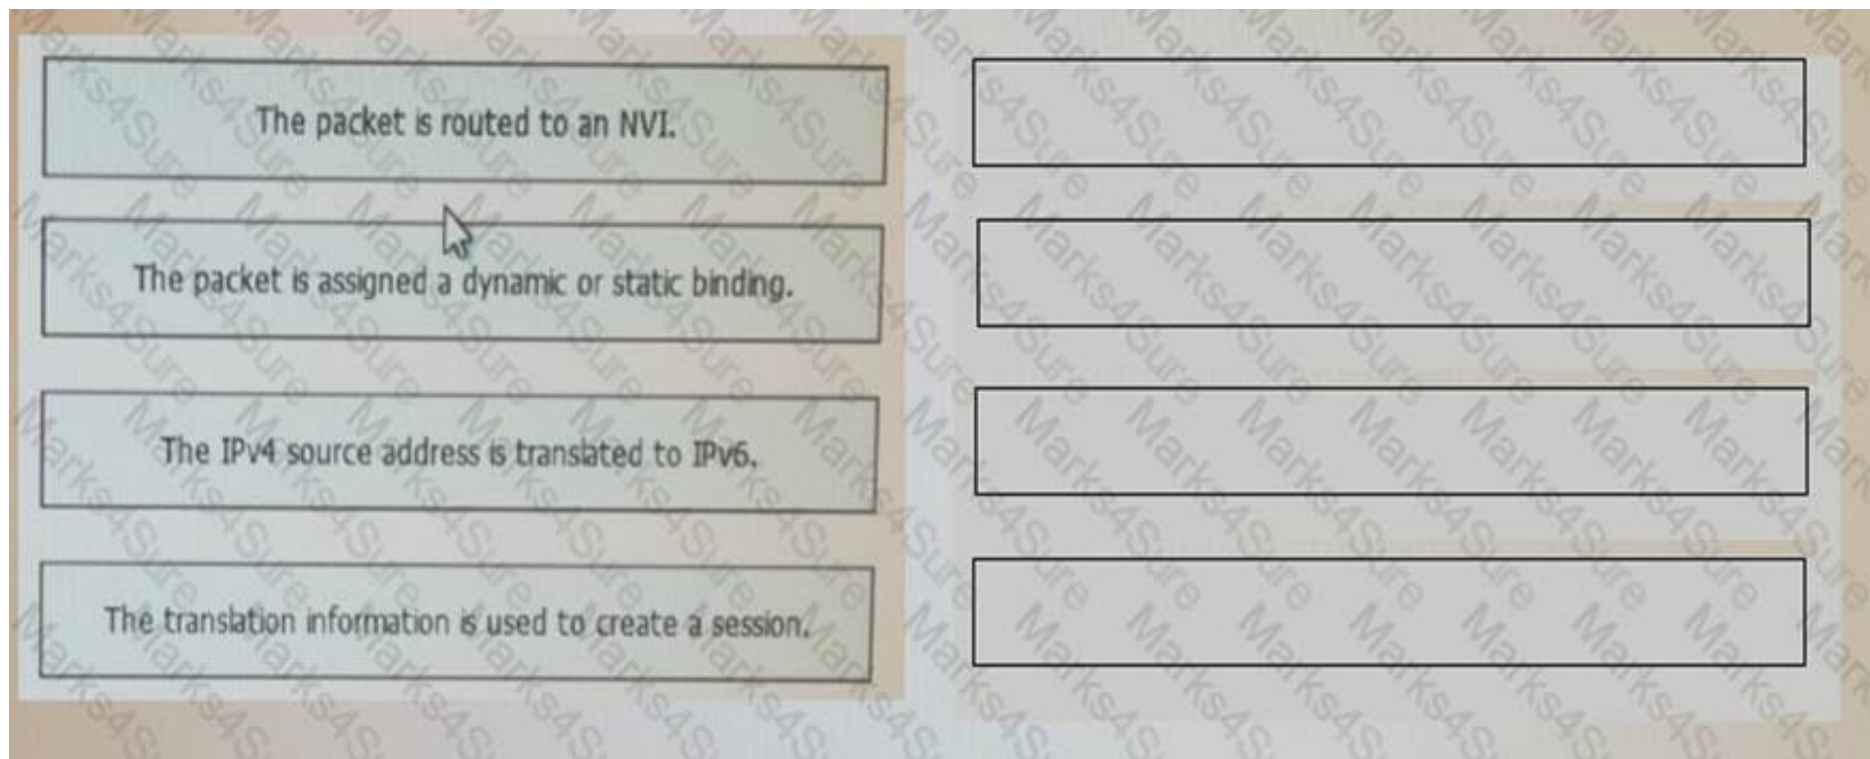 The packet is routed to an NVI.
The packet is assigned a dynamic or static binding.
The IPv4 source address is translated to IPv6.
The translation information is used to create a session.
Marks4Sure